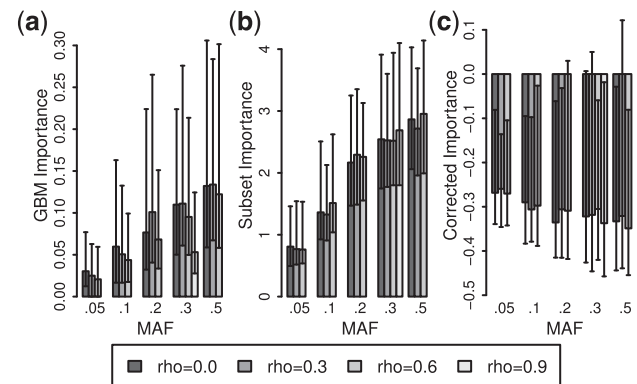 (a)
GBM Importance
0.00 0.05 0.10 0.15 0.20 0.25 0.30
.05 .1 .2 .3 .5
MAF
(b)
Subset Importance
0 1 2 3 4
.05 .1 .2 .3 .5
MAF
(c)
Corrected Importance
−0.5 −0.4 −0.3 −0.2 −0.1 0.0 0.1
.05 .1 .2 .3 .5
MAF
rho=0.0 rho=0.3 rho=0.6 rho=0.9